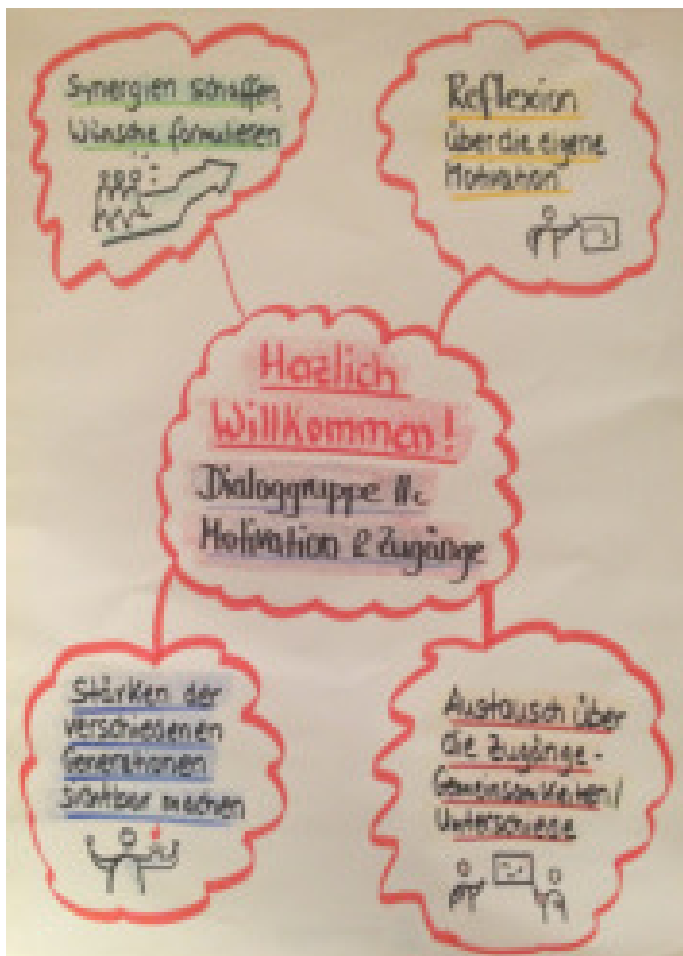 Synergien schaffen
Wünsche formulieren
Reflexion
über die eigene
Motivation
Herzlich
Willkommen!
Dialoggruppe
Motivation & Zugänge
Stärken der
verschiedenen
Generationen
sichtbar machen
Austausch über
die Zugänge -
Gemeinsamkeiten/
Unterschiede